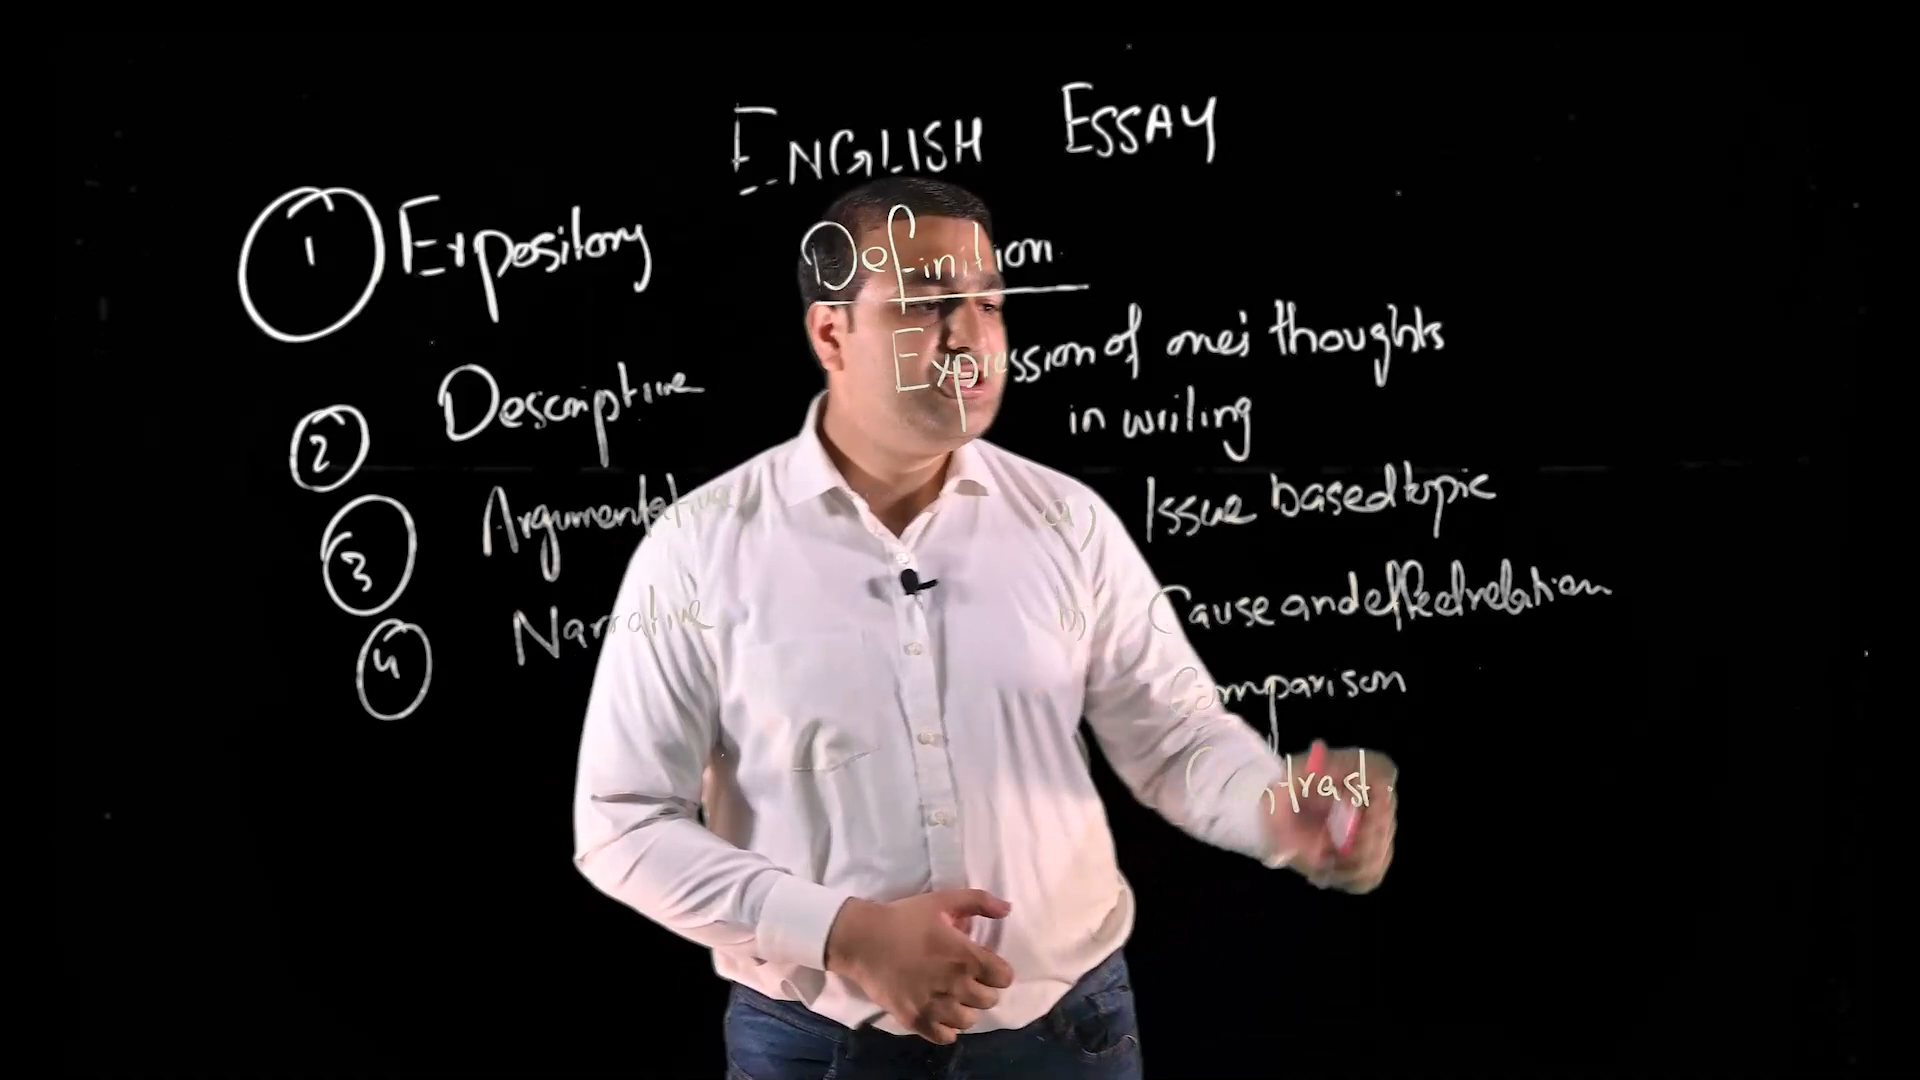 ENGLISH ESSAY
1 Expository
2 Descriptive
3 Argumentative
4 Narrative
Definition
Expression of one's thoughts
in writing
a) Issue based topic
b) Cause and effect relation
Comparison
Contrast